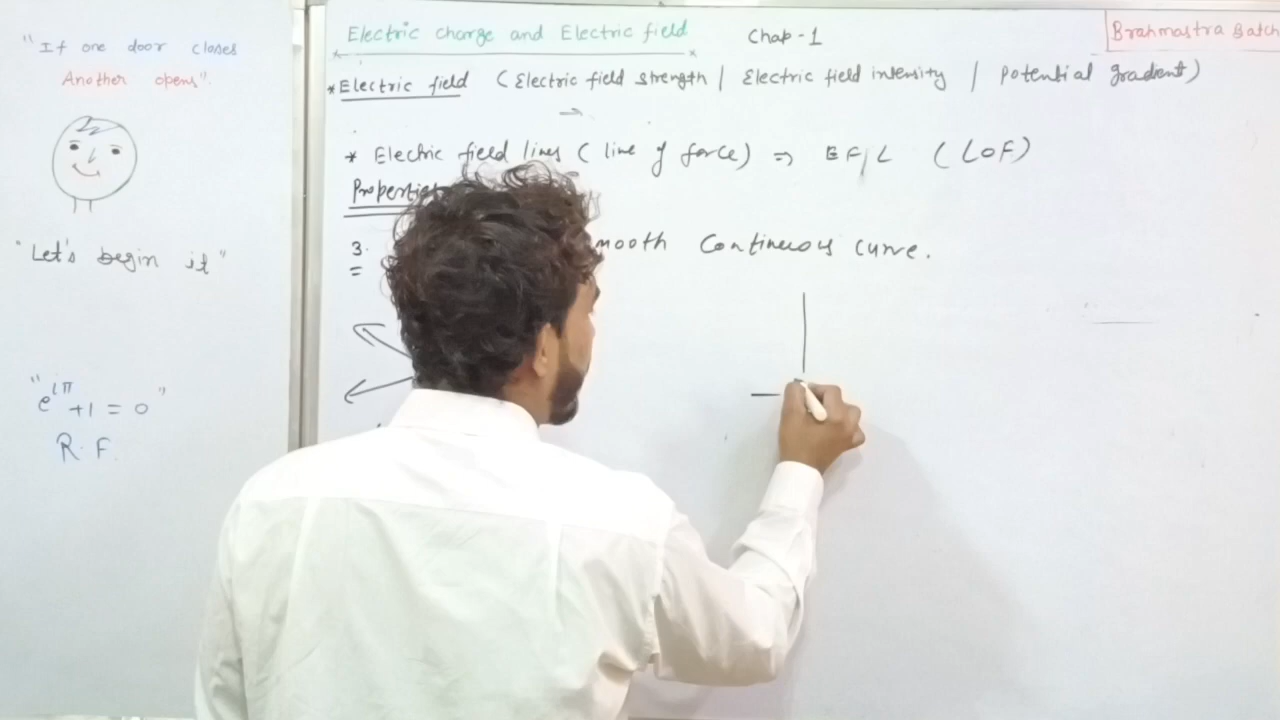 "If one door closes
Another opens".
"Let's begin it"
"e^iπ +1 = 0"
R. F.
Electric charge and Electric field
Chap-1
Brahmastra Batch
* Electric field (Electric field strength | Electric field intensity / potential gradient)
* Electric field lines (line of force) ⇒ EF|L (LOF)
Properties
3. mooth Continuous curve.